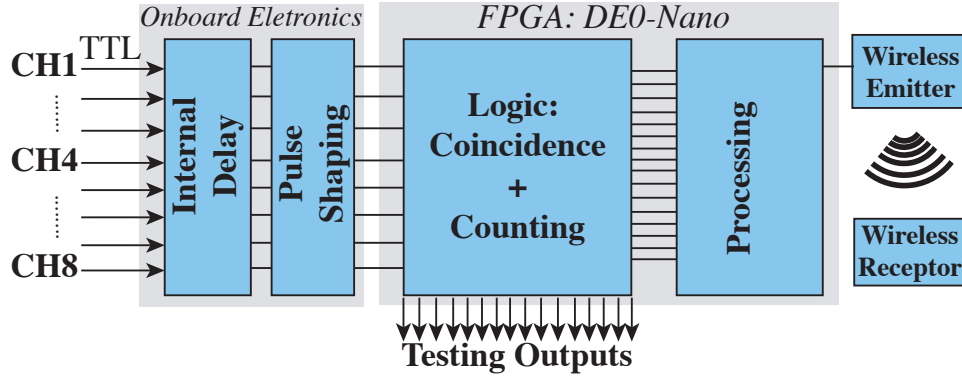 Onboard Eletronics
FPGA: DE0-Nano
TTL
CH1
CH4
CH8
Internal
Delay
Pulse
Shaping
Logic:
Coincidence
+
Counting
Processing
Wireless
Emitter
Wireless
Receptor
Testing Outputs